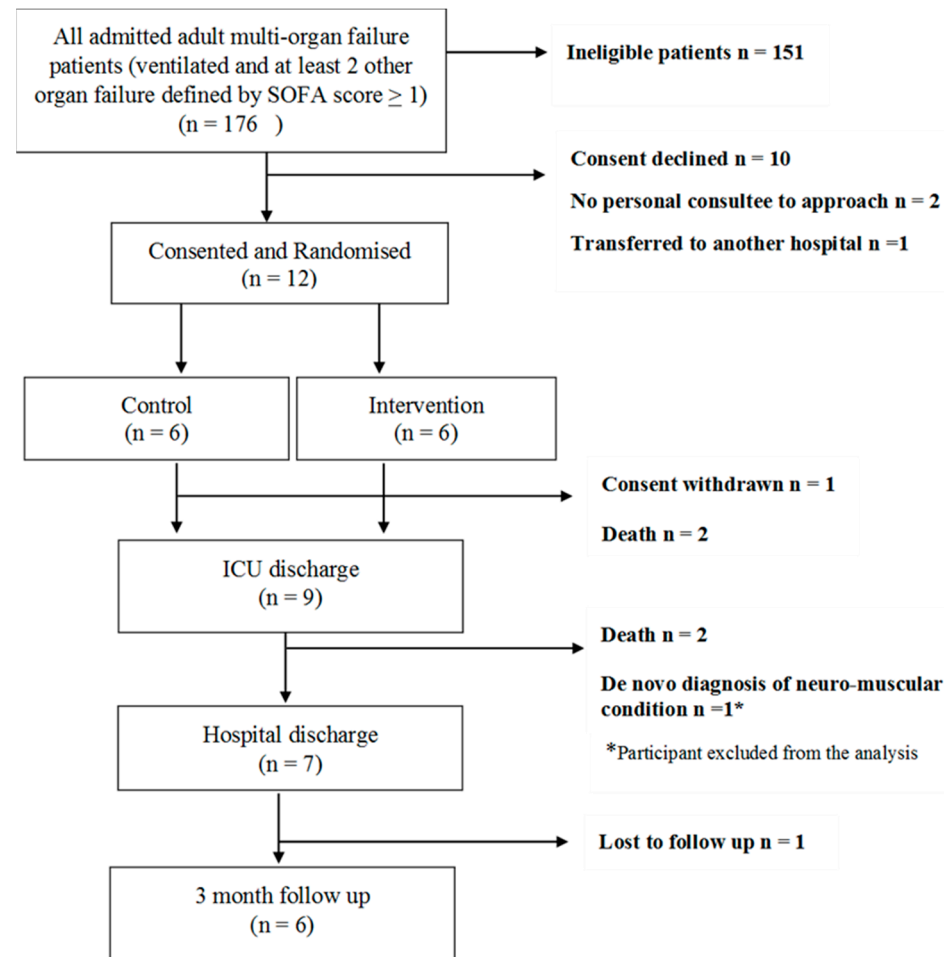 All admitted adult multi-organ failure
patients (ventilated and at least 2 other
organ failure defined by SOFA score ≥ 1)
(n = 176 )
Ineligible patients n = 151
Consent declined n = 10
No personal consultee to approach n = 2
Transferred to another hospital n =1
Consented and Randomised
(n = 12)
Control
(n = 6)
Intervention
(n = 6)
Consent withdrawn n = 1
Death n = 2
ICU discharge
(n = 9)
Death n = 2
De novo diagnosis of neuro-muscular
condition n =1*
*Participant excluded from the analysis
Hospital discharge
(n = 7)
Lost to follow up n = 1
3 month follow up
(n = 6)